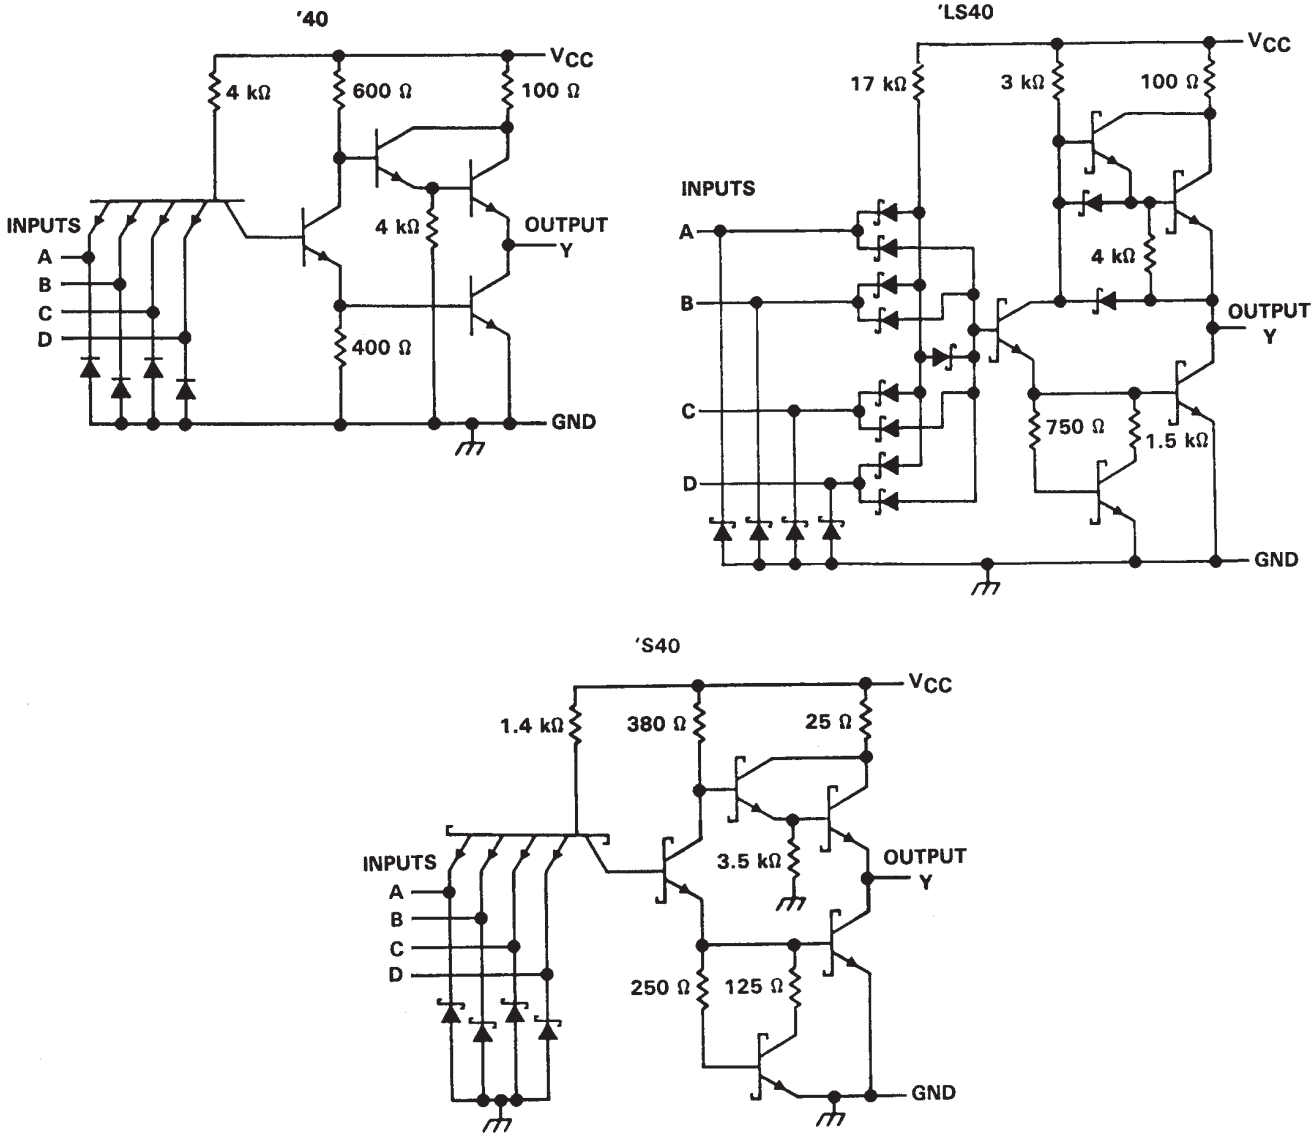 '40
VCC
4 kΩ
600 Ω
100 Ω
INPUTS
A
B
C
D
4 kΩ
OUTPUT
Y
400 Ω
GND
'LS40
VCC
17 kΩ
3 kΩ
100 Ω
INPUTS
A
B
C
D
4 kΩ
OUTPUT
Y
750 Ω
1.5 kΩ
GND
'S40
VCC
1.4 kΩ
380 Ω
25 Ω
INPUTS
A
B
C
D
3.5 kΩ
OUTPUT
Y
250 Ω
125 Ω
GND